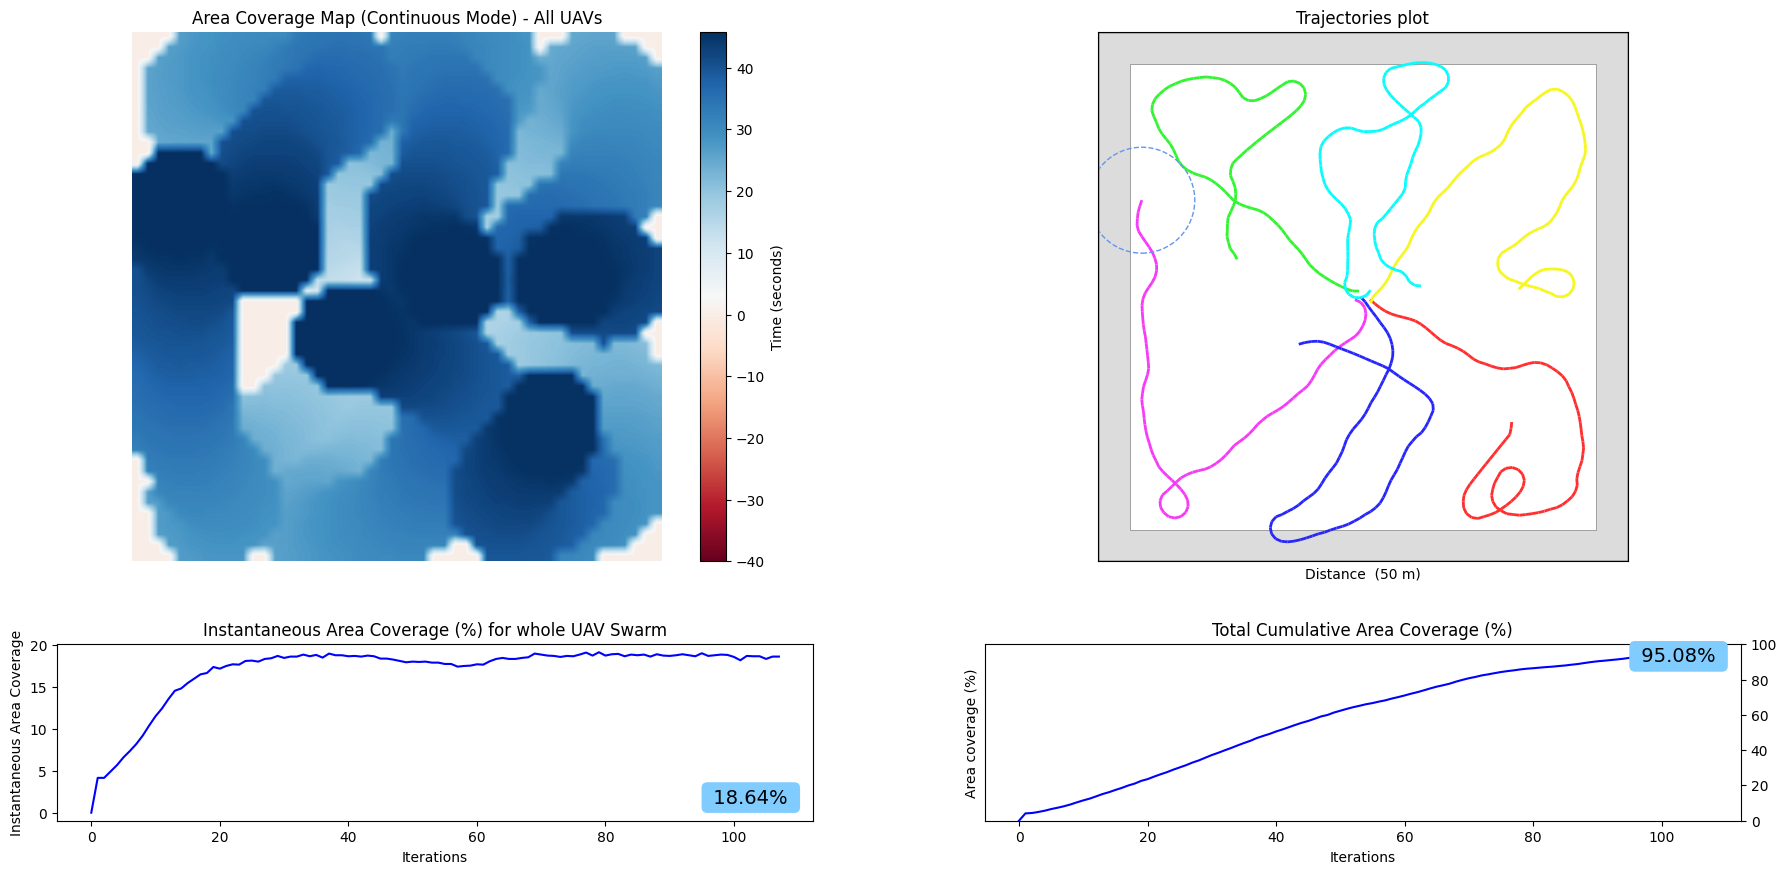 Area Coverage Map (Continuous Mode) - All UAVs
40
30
20
10
0
−10
−20
−30
−40
Time (seconds)
Trajectories plot
Distance  (50 m)
Instantaneous Area Coverage (%) for whole UAV Swarm
Instantaneous Area Coverage
20
15
10
5
0
18.64%
0 20 40 60 80 100
Iterations
Total Cumulative Area Coverage (%)
Area coverage (%)
95.08%
100
80
60
40
20
0
0 20 40 60 80 100
Iterations